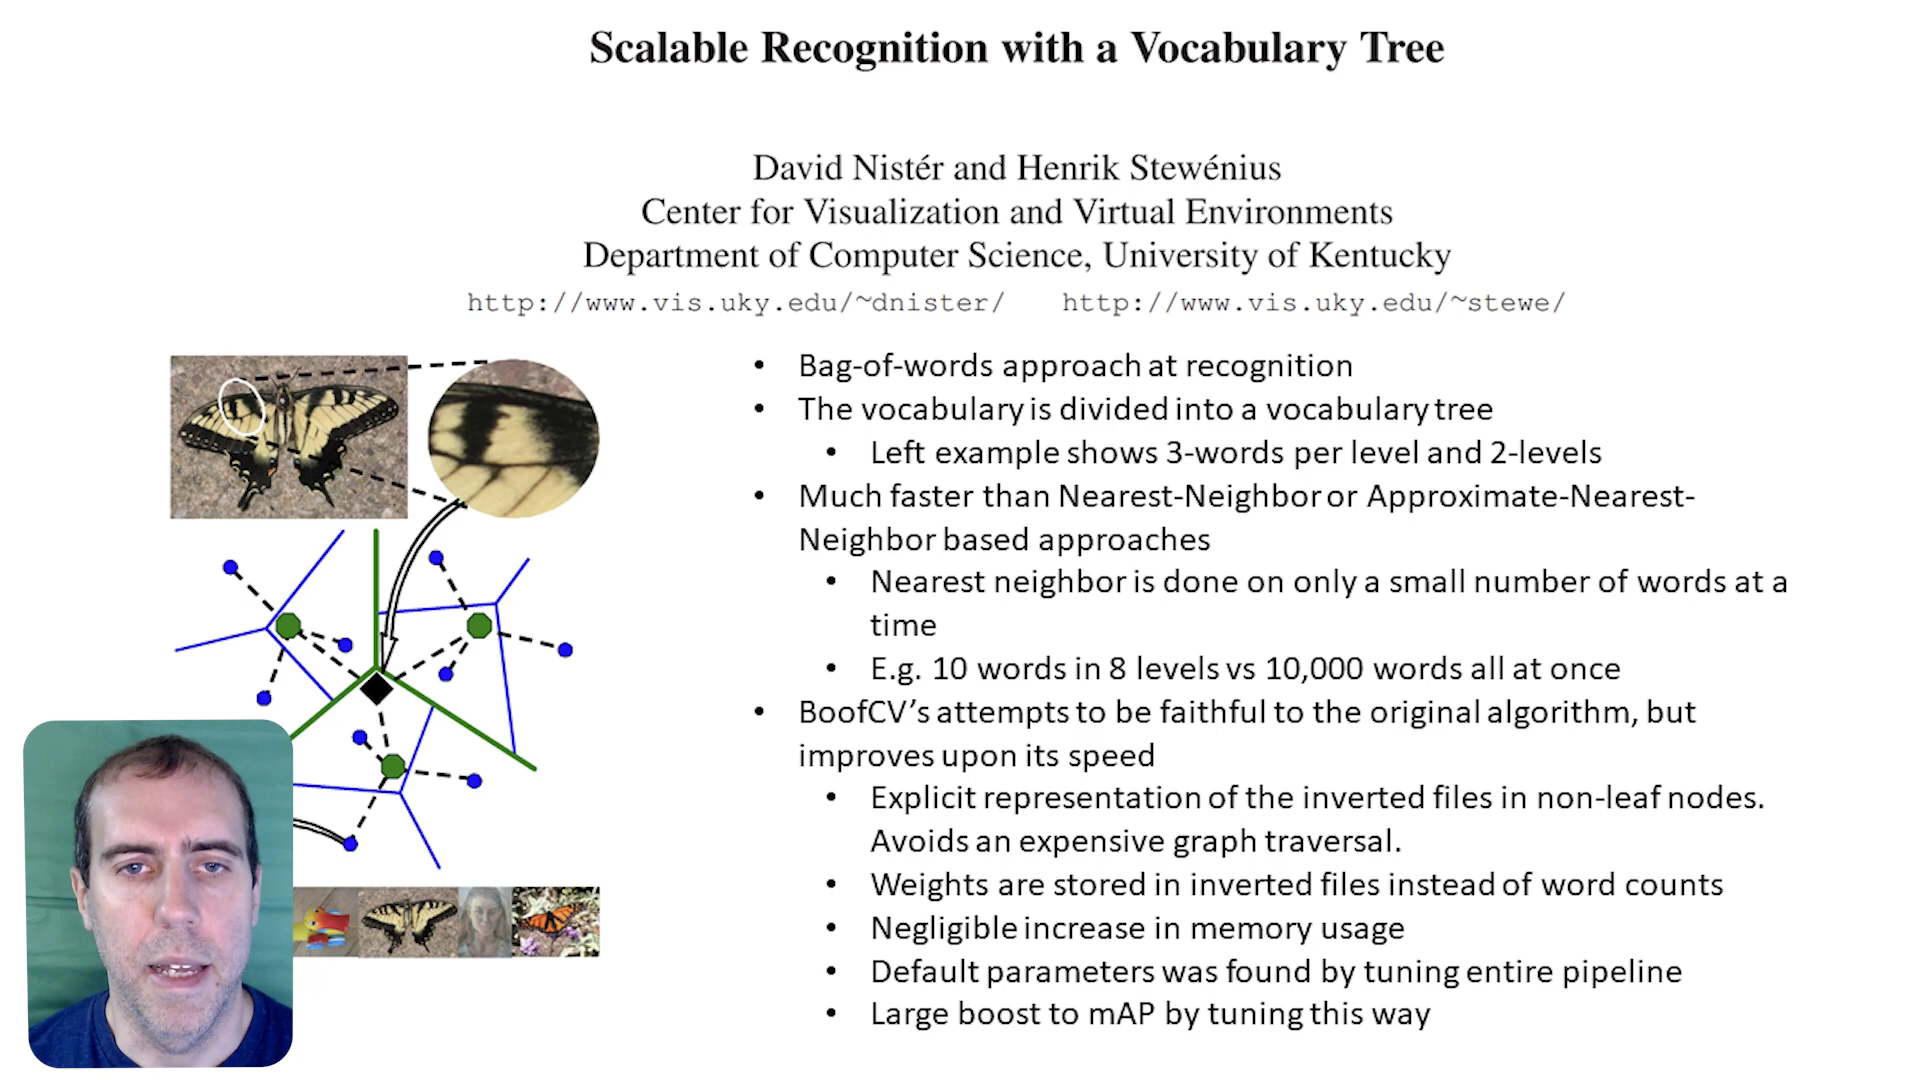 Scalable Recognition with a Vocabulary Tree
David Nistér and Henrik Stewénius
Center for Visualization and Virtual Environments
Department of Computer Science, University of Kentucky
http://www.vis.uky.edu/~dnister/ http://www.vis.uky.edu/~stewe/
• Bag-of-words approach at recognition
• The vocabulary is divided into a vocabulary tree
• Left example shows 3-words per level and 2-levels
• Much faster than Nearest-Neighbor or Approximate-Nearest-
Neighbor based approaches
• Nearest neighbor is done on only a small number of words at a
time
• E.g. 10 words in 8 levels vs 10,000 words all at once
• BoofCV’s attempts to be faithful to the original algorithm, but
improves upon its speed
• Explicit representation of the inverted files in non-leaf nodes.
Avoids an expensive graph traversal.
• Weights are stored in inverted files instead of word counts
• Negligible increase in memory usage
• Default parameters was found by tuning entire pipeline
• Large boost to mAP by tuning this way